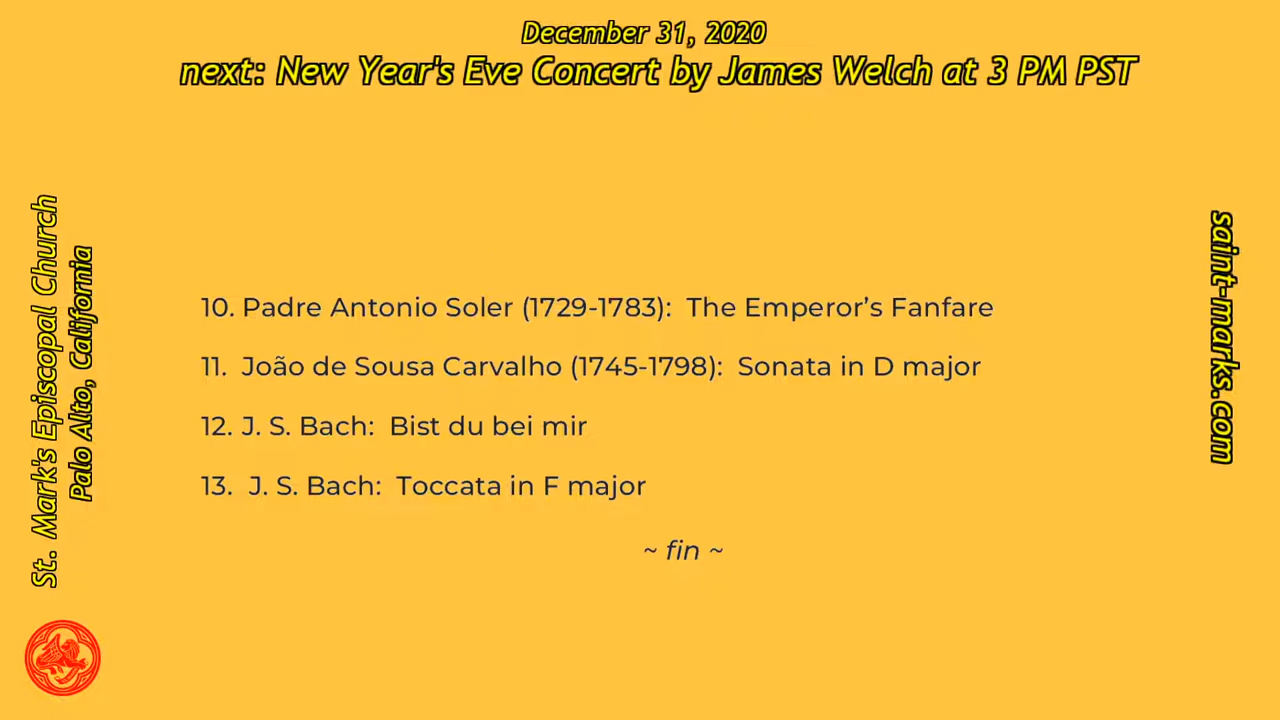 December 31, 2020
next: New Year's Eve Concert by James Welch at 3 PM PST
St. Mark's Episcopal Church
Palo Alto, California
10. Padre Antonio Soler (1729-1783):  The Emperor’s Fanfare
11.  João de Sousa Carvalho (1745-1798):  Sonata in D major
12. J. S. Bach:  Bist du bei mir
13.  J. S. Bach:  Toccata in F major
~ fin ~
saint-marks.com